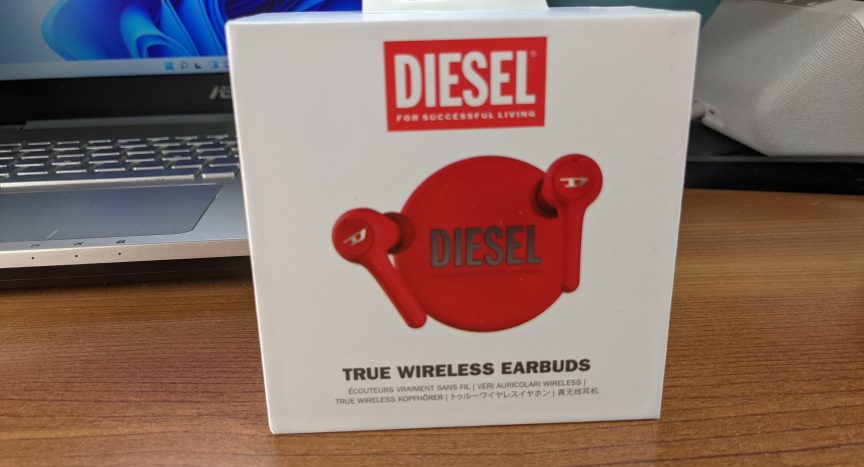 DIESEL®
FOR SUCCESSFUL LIVING
DIESEL
TRUE WIRELESS EARBUDS
ÉCOUTEURS VRAIMENT SANS FIL | VERI AURICOLARI WIRELESS |
TRUE WIRELESS KOPFHÖRER | トゥルーワイヤレスイヤホン | 真无线耳机